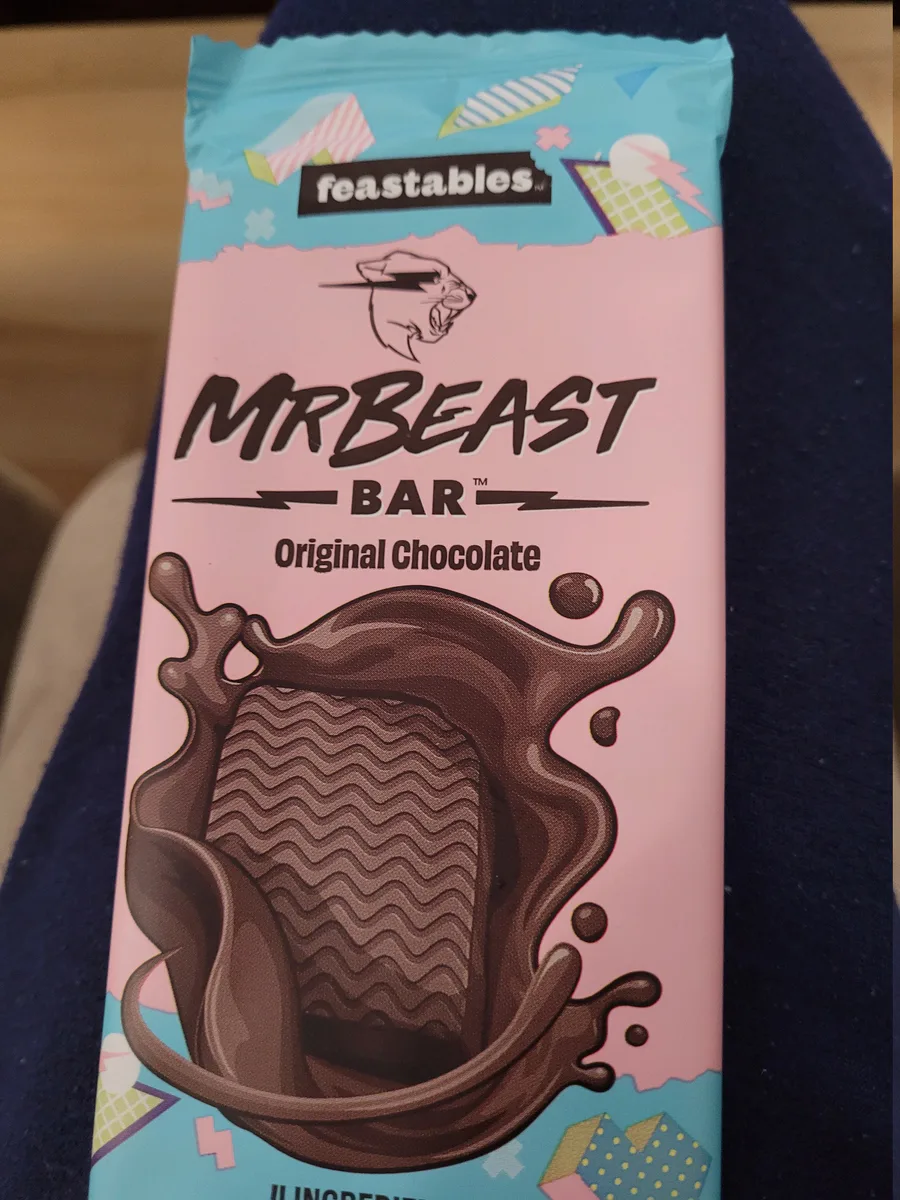 feastables
MRBEAST
BAR™
Original Chocolate